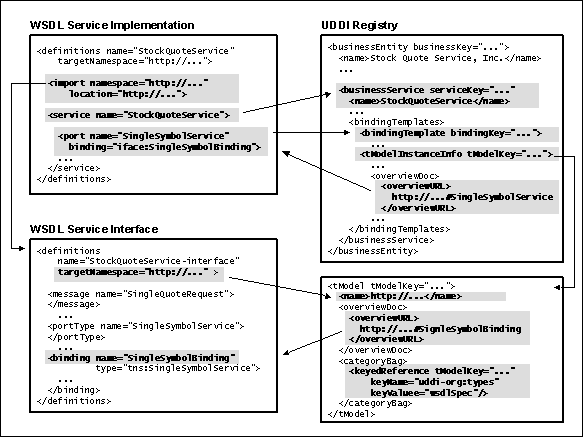 WSDL Service Implementation
<definitions name="StockQuoteService"
targetNamespace="http://...">
<import namespace="http://..."
location="http://...">
<service name="StockQuoteService">
<port name="SingleSymbolService"
binding="iface:SingleSymbolBinding">
...
</service>
</definitions>
UDDI Registry
<businessEntity businessKey="...">
<name>Stock Quote Service, Inc.</name>
...
<businessService serviceKey="..."
<name>StockQuoteService</name>
...
<bindingTemplates>
<bindingTemplate bindingKey="...">
...
<tModelInstanceInfo tModelKey="...">
...
<overviewDoc>
<overviewURL>
http://...#SingleSymbolService
</overviewURL>
...
</bindingTemplates>
</businessService>
</businessEntity>
WSDL Service Interface
<definitions
name="StockQuoteService-interface"
targetNamespace="http://..." >
<message name="SingleQuoteRequest">
</message>
...
<portType name="SingleSymbolService">
</portType>
...
<binding name="SingleSymbolBinding"
type="tns:SingleSymbolService">
...
</binding>
</definitions>
<tModel tModelKey="...">
<name>http://...</name>
<overviewDoc>
<overviewURL>
http://...#SignleSymbolBinding
</overviewURL>
</overviewDoc>
<categoryBag>
<keyedReference tModelKey="..."
keyName="uddi-org:types"
keyValuee="wsdlSpec"/>
</categoryBag>
</tModel>